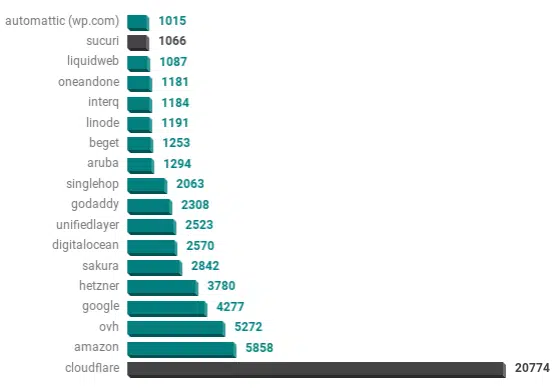 automattic (wp.com) 1015
sucuri 1066
liquidweb 1087
oneandone 1181
interq 1184
linode 1191
beget 1253
aruba 1294
singlehop 2063
godaddy 2308
unifiedlayer 2523
digitalocean 2570
sakura 2842
hetzner 3780
google 4277
ovh 5272
amazon 5858
cloudflare 20774